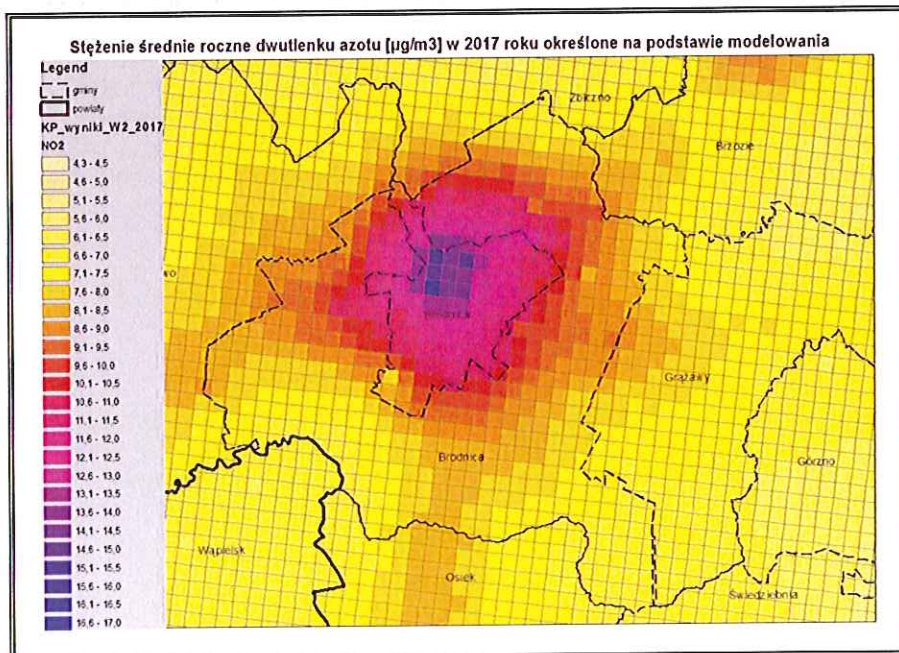 Stężenie średnie roczne dwutlenku azotu [µg/m3] w 2017 roku określone na podstawie modelowania
Legend
gminy
powiaty
KP_wyniki_W2_2017
NO2
4,3 - 4,5
4,6 - 5,0
5,1 - 5,5
5,6 - 6,0
6,1 - 6,5
6,6 - 7,0
7,1 - 7,5
7,6 - 8,0
8,1 - 8,5
8,6 - 9,0
9,1 - 9,5
9,6 - 10,0
10,1 - 10,5
10,6 - 11,0
11,1 - 11,5
11,6 - 12,0
12,1 - 12,5
12,6 - 13,0
13,1 - 13,5
13,6 - 14,0
14,1 - 14,5
14,6 - 15,0
15,1 - 15,5
15,6 - 16,0
16,1 - 16,5
16,6 - 17,0
Zbiczno
Brzozie
wo
Grążawy
Brodnica
Górzno
Wąpielsk
Osiek
Świedziebnia